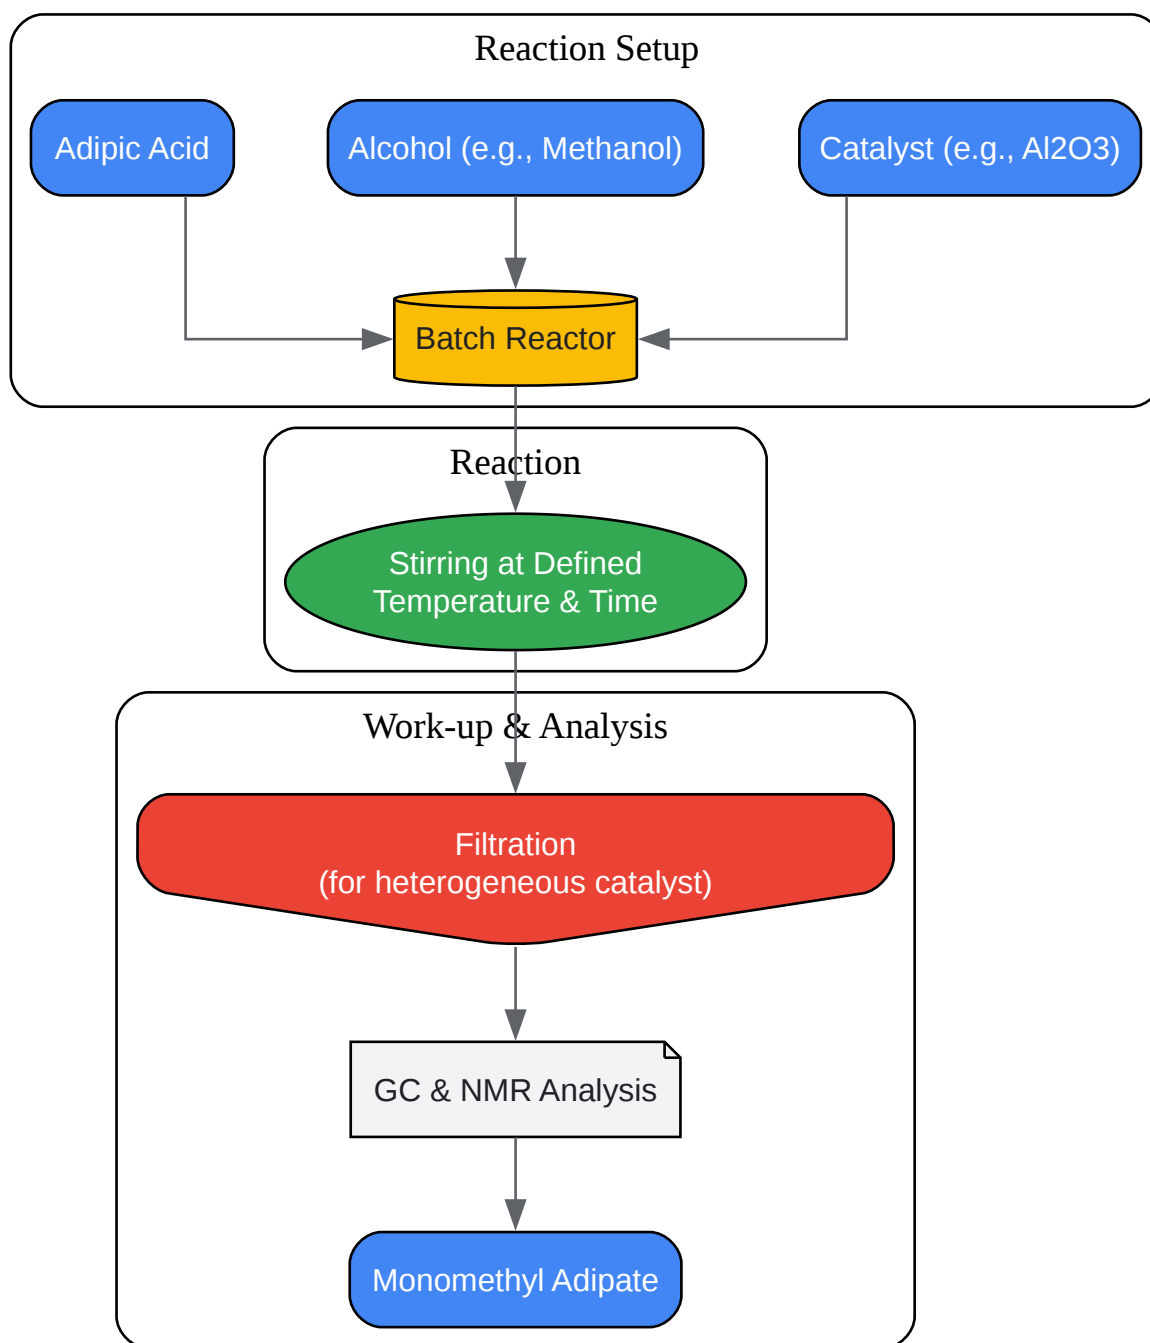 Reaction Setup
Adipic Acid
Alcohol (e.g., Methanol)
Catalyst (e.g., Al2O3)
Batch Reactor
Reaction
Stirring at Defined
Temperature & Time
Work-up & Analysis
Filtration
(for heterogeneous catalyst)
GC & NMR Analysis
Monomethyl Adipate